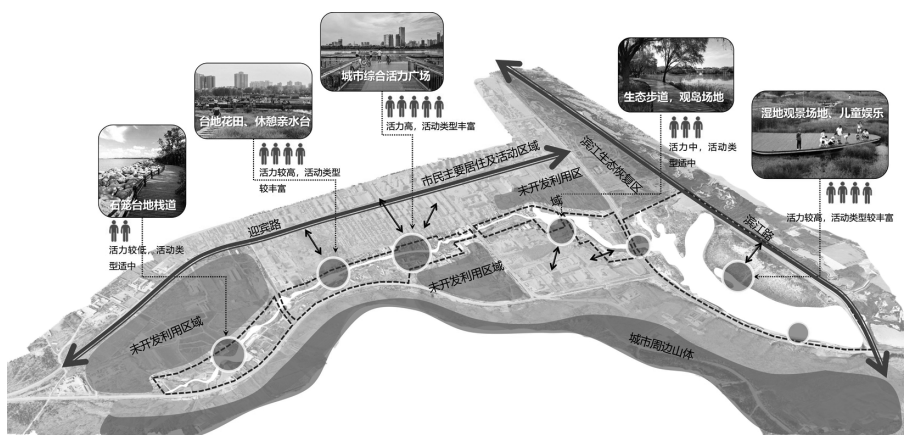 城市综合活力广场
活力高，活动类型丰富
台地花田、休憩亲水台
活力较高，活动类型
较丰富
石笼台地栈道
活力较低，活动类
型适中
生态步道，观岛场地
活力中，活动类
型适中
湿地观景场地、儿童娱乐
活力较高，活动类型较丰富
迎宾路
市民主要居住及活动区域
滨江生态恢复区
滨江路
未开发利用区
域
未开发利用区域
未开发利用区域
城市周边山体